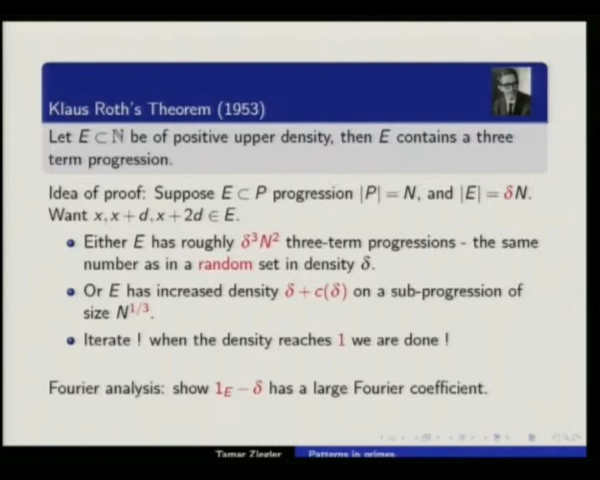 Klaus Roth's Theorem (1953)
Let E ⊂ ℕ be of positive upper density, then E contains a three
term progression.
Idea of proof: Suppose E ⊂ P progression |P| = N, and |E| = δN.
Want x, x + d, x + 2d ∈ E.
Either E has roughly δ³N² three-term progressions - the same
number as in a random set in density δ.
Or E has increased density δ + c(δ) on a sub-progression of
size N^{1/3}.
Iterate ! when the density reaches 1 we are done !
Fourier analysis: show 1_E − δ has a large Fourier coefficient.
Tamar Ziegler Patterns in primes